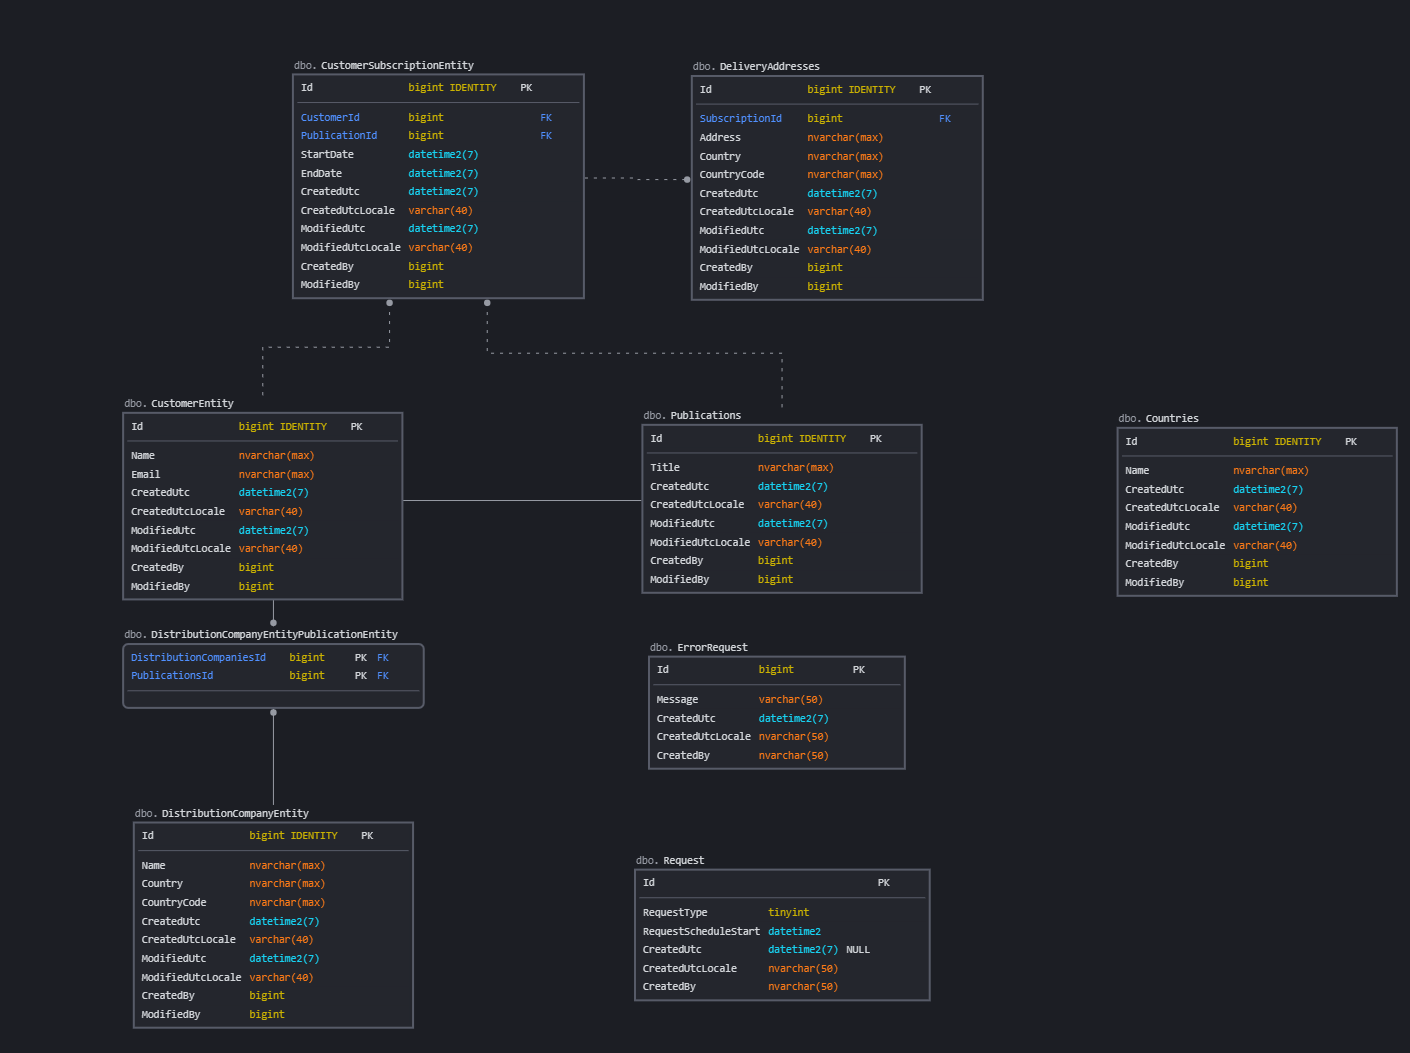 dbo. CustomerSubscriptionEntity
Id bigint IDENTITY PK
CustomerId bigint FK
PublicationId bigint FK
StartDate datetime2(7)
EndDate datetime2(7)
CreatedUtc datetime2(7)
CreatedUtcLocale varchar(40)
ModifiedUtc datetime2(7)
ModifiedUtcLocale varchar(40)
CreatedBy bigint
ModifiedBy bigint
dbo. DeliveryAddresses
Id bigint IDENTITY PK
SubscriptionId bigint FK
Address nvarchar(max)
Country nvarchar(max)
CountryCode nvarchar(max)
CreatedUtc datetime2(7)
CreatedUtcLocale varchar(40)
ModifiedUtc datetime2(7)
ModifiedUtcLocale varchar(40)
CreatedBy bigint
ModifiedBy bigint
dbo. CustomerEntity
Id bigint IDENTITY PK
Name nvarchar(max)
Email nvarchar(max)
CreatedUtc datetime2(7)
CreatedUtcLocale varchar(40)
ModifiedUtc datetime2(7)
ModifiedUtcLocale varchar(40)
CreatedBy bigint
ModifiedBy bigint
dbo. Publications
Id bigint IDENTITY PK
Title nvarchar(max)
CreatedUtc datetime2(7)
CreatedUtcLocale varchar(40)
ModifiedUtc datetime2(7)
ModifiedUtcLocale varchar(40)
CreatedBy bigint
ModifiedBy bigint
dbo. Countries
Id bigint IDENTITY PK
Name nvarchar(max)
CreatedUtc datetime2(7)
CreatedUtcLocale varchar(40)
ModifiedUtc datetime2(7)
ModifiedUtcLocale varchar(40)
CreatedBy bigint
ModifiedBy bigint
dbo. DistributionCompanyEntityPublicationEntity
DistributionCompaniesId bigint PK FK
PublicationsId bigint PK FK
dbo. ErrorRequest
Id bigint PK
Message varchar(50)
CreatedUtc datetime2(7)
CreatedUtcLocale nvarchar(50)
CreatedBy nvarchar(50)
dbo. DistributionCompanyEntity
Id bigint IDENTITY PK
Name nvarchar(max)
Country nvarchar(max)
CountryCode nvarchar(max)
CreatedUtc datetime2(7)
CreatedUtcLocale varchar(40)
ModifiedUtc datetime2(7)
ModifiedUtcLocale varchar(40)
CreatedBy bigint
ModifiedBy bigint
dbo. Request
Id PK
RequestType tinyint
RequestScheduleStart datetime2
CreatedUtc datetime2(7) NULL
CreatedUtcLocale nvarchar(50)
CreatedBy nvarchar(50)